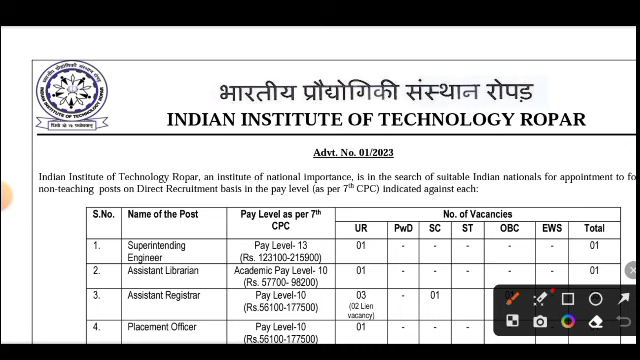 भारतीय प्रौद्योगिकी संस्थान रोपड़
INDIAN INSTITUTE OF TECHNOLOGY ROPAR
Advt. No. 01/2023
Indian Institute of Technology Ropar, an institute of national importance, is in the search of suitable Indian nationals for appointment to fo
non-teaching posts on Direct Recruitment basis in the pay level (as per 7th CPC) indicated against each:
S.No. Name of the Post Pay Level as per 7th CPC No. of Vacancies
UR PwD SC ST OBC EWS Total
1. Superintending Engineer Pay Level- 13 (Rs. 123100-215900) 01 - - - - - 01
2. Assistant Librarian Academic Pay Level- 10 (Rs. 57700- 98200) 01 - - - - - 01
3. Assistant Registrar Pay Level-10 (Rs.56100-177500) 03 (02 Lien vacancy) - 01 -
4. Placement Officer Pay Level-10 (Rs.56100-177500) 01 - - -